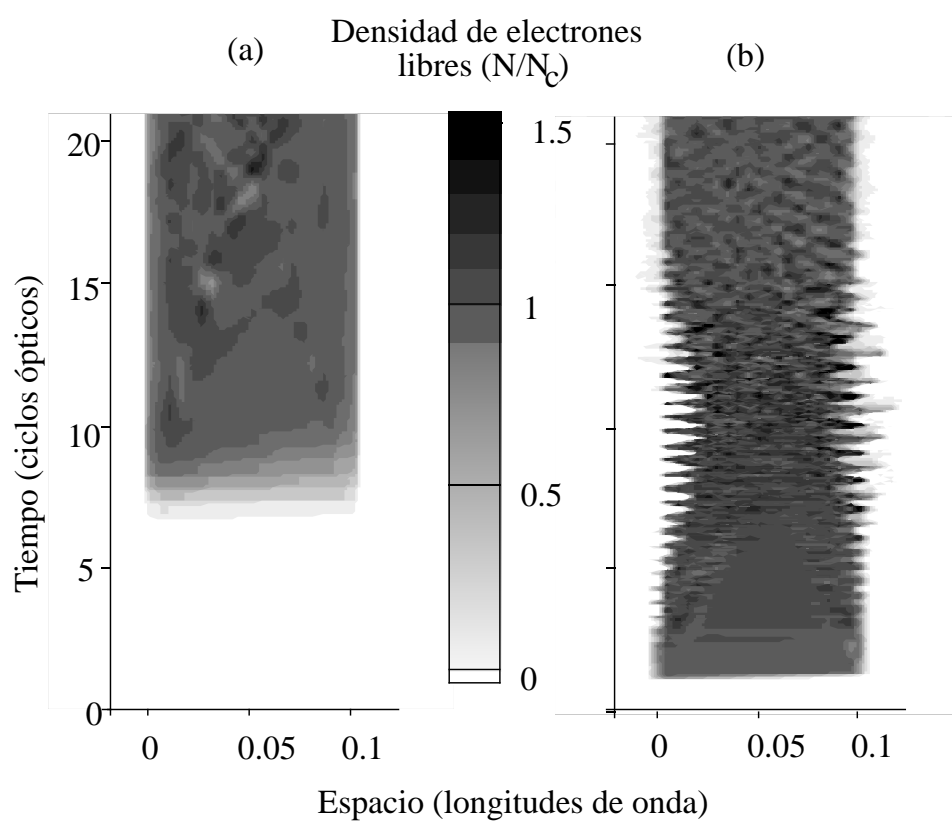 Densidad de electrones
(a) libres (N/Nc) (b)
1.5
1
0.5
0
20
15
10
5
0
Tiempo (ciclos ópticos)
0 0.05 0.1
0 0.05 0.1
Espacio (longitudes de onda)